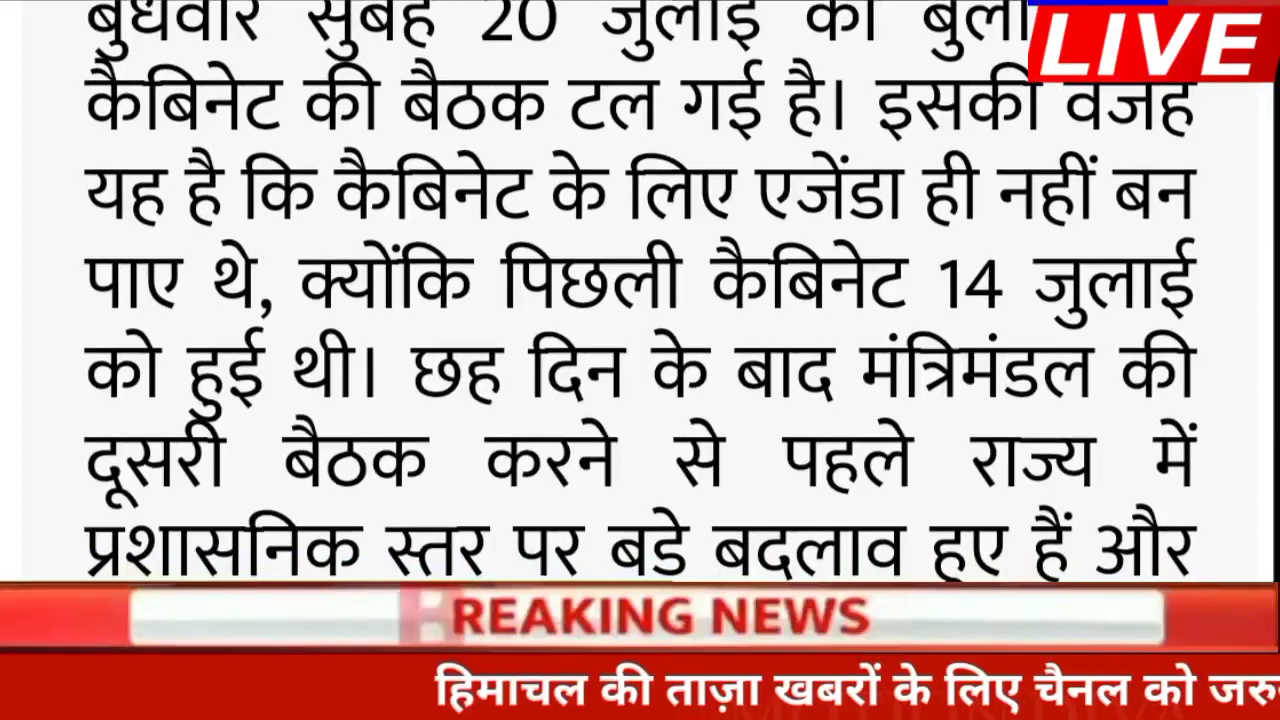 बुधवार सुबह 20 जुलाई को
LIVE
कैबिनेट की बैठक टल गई है। इसकी वजह
यह है कि कैबिनेट के लिए एजेंडा ही नहीं बन
पाए थे, क्योंकि पिछली कैबिनेट 14 जुलाई
को हुई थी। छह दिन के बाद मंत्रिमंडल की
दूसरी बैठक करने से पहले राज्य में
प्रशासनिक स्तर पर बडे बदलाव हुए हैं और
REAKING NEWS
हिमाचल की ताज़ा खबरों के लिए चैनल को